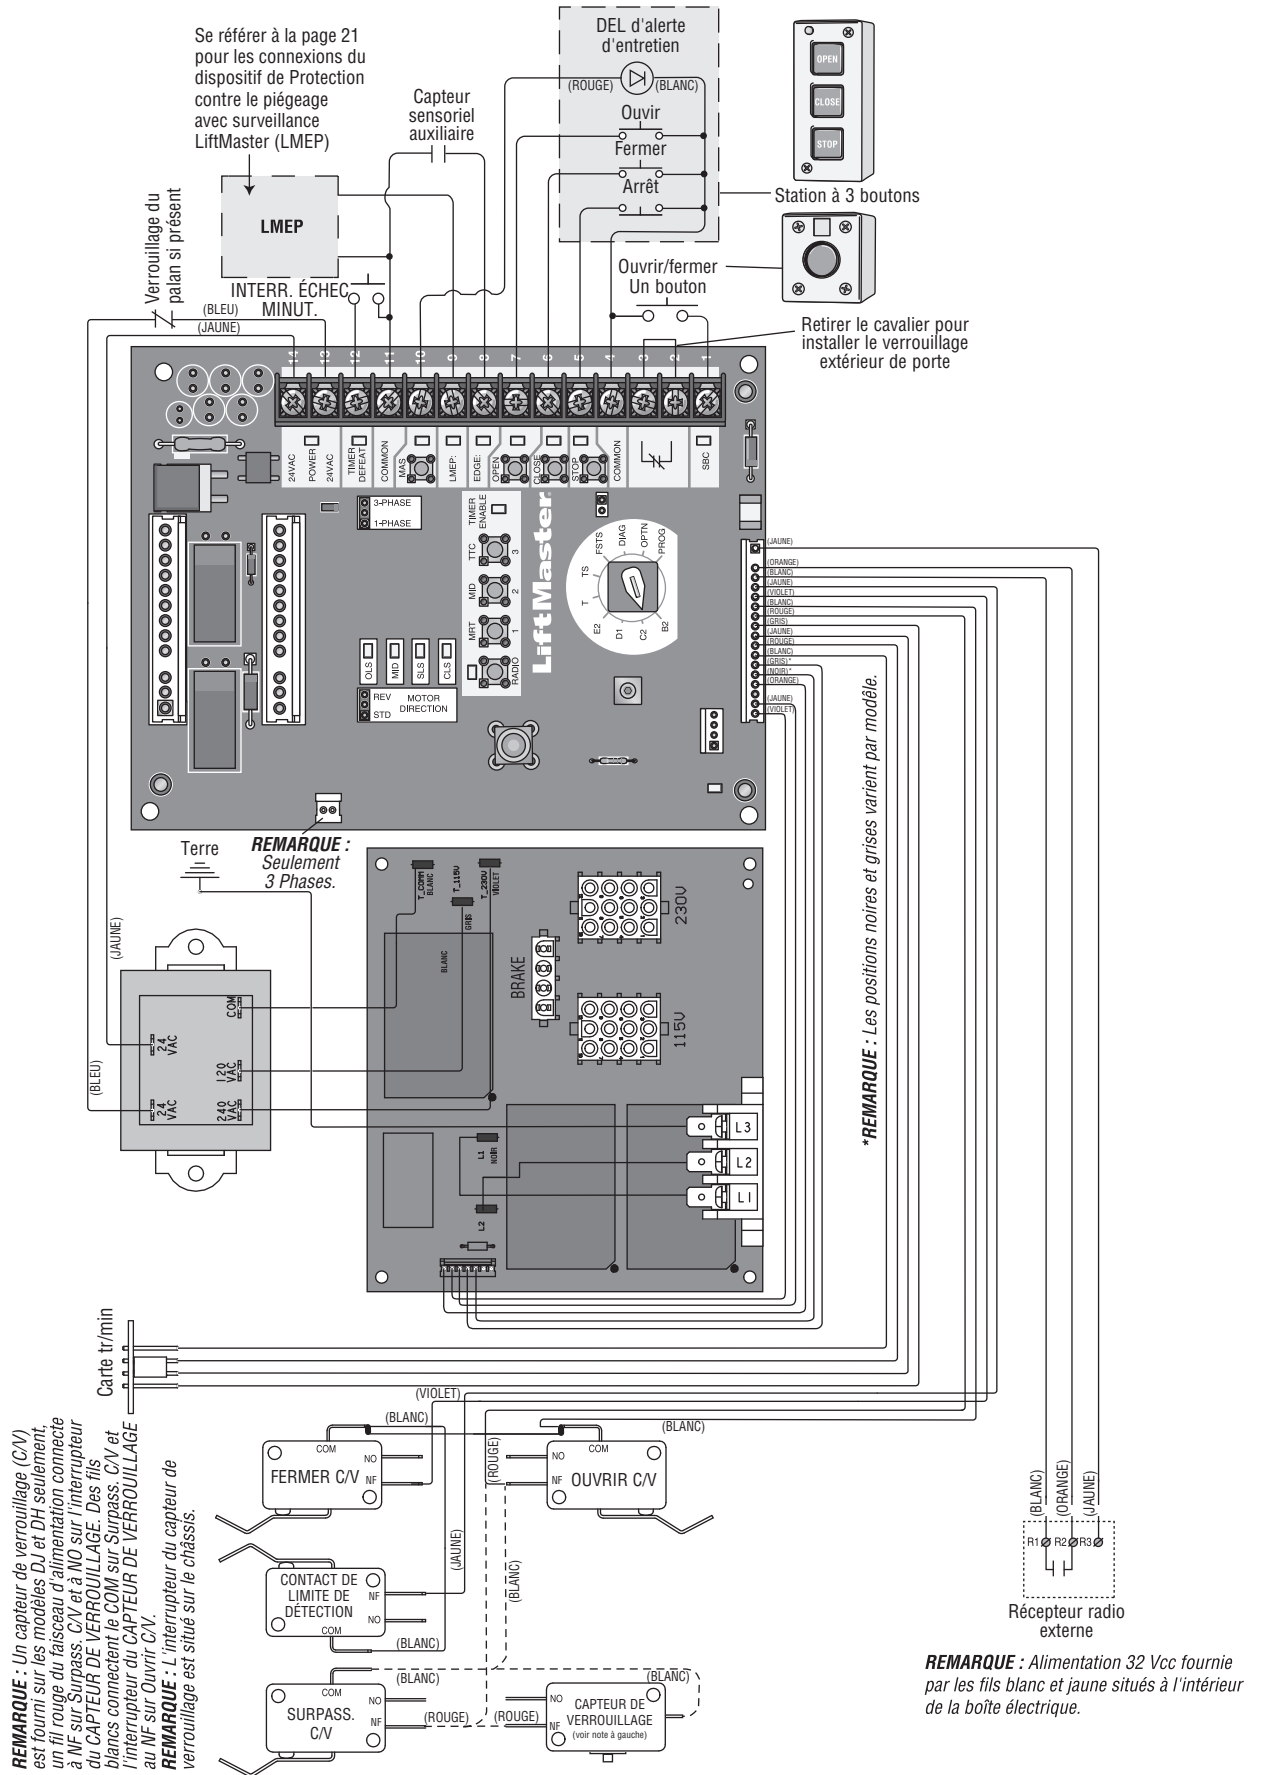 Se référer à la page 21
pour les connexions du
dispositif de Protection
contre le piégeage
avec surveillance
LiftMaster (LMEP)
Capteur
sensoriel
auxiliaire
DEL d'alerte
d'entretien
(ROUGE)
(BLANC)
Ouvir
Fermer
Arrêt
OPEN
CLOSE
STOP
Station à 3 boutons
LMEP
Verrouillage du
palan si présent
INTERR. ÉCHEC
MINUT.
(BLEU)
(JAUNE)
Ouvrir/fermer
Un bouton
Retirer le cavalier pour
installer le verrouillage
extérieur de porte
14
13
12
11
10
9
8
7
6
5
4
3
2
1
24VAC
POWER
24VAC
TIMER
DEFEAT
COMMON
MAS
LMEP:
EDGE:
OPEN
CLOSE
STOP
COMMON
SBC
3-PHASE
1-PHASE
TIMER
ENABLE
TTC
3
MID
2
MRT
1
RADIO
LiftMaster
OLS
MID
SLS
CLS
REV
STD
MOTOR
DIRECTION
E2
T
TS
FSTS
DIAG
OPTN
PROG
D1
C2
B2
(JAUNE)
(ORANGE)
(BLANC)
(JAUNE)
(VIOLET)
(BLANC)
(ROUGE)
(GRIS)
(JAUNE)
(ROUGE)
(BLANC)
(GRIS)*
(NOIR)*
(ORANGE)
(JAUNE)
(VIOLET)
*REMARQUE : Les positions noires et grises varient par modèle.
REMARQUE :
Seulement
3 Phases.
Terre
(JAUNE)
(BLEU)
COM
24
VAC
120
VAC
24
VAC
240
VAC
T_COMM
BLANC
T_115V
GRIS
T_230V
VIOLET
BLANC
BRAKE
230V
115V
L3
L2
L1
L1
NOIR
L2
Carte tr/min
(VIOLET)
(BLANC)
(BLANC)
COM
NO
NF
FERMER C/V
(ROUGE)
COM
NO
NF
OUVRIR C/V
(JAUNE)
(BLANC)
CONTACT DE
LIMITE DE
DÉTECTION
NF
NO
COM
(BLANC)
COM
NO
NF
SURPASS.
C/V
(BLANC)
(ROUGE)
(ROUGE)
(BLANC)
NO
NF
CAPTEUR DE
VERROUILLAGE
(voir note à gauche)
REMARQUE : Un capteur de verrouillage (C/V)
est fourni sur les modèles DJ et DH seulement,
un fil rouge du faisceau d'alimentation connecte
à NF sur Surpass. C/V et à NO sur l'interrupteur
du CAPTEUR DE VERROUILLAGE. Des fils
blancs connectent le COM sur Surpass. C/V et
l'interrupteur du CAPTEUR DE VERROUILLAGE
au NF sur Ouvrir C/V.
REMARQUE : L'interrupteur du capteur de
verrouillage est situé sur le châssis.
(BLANC)
(ORANGE)
(JAUNE)
R1
R2
R3
Récepteur radio
externe
REMARQUE : Alimentation 32 Vcc fournie
par les fils blanc et jaune situés à l'intérieur
de la boîte électrique.